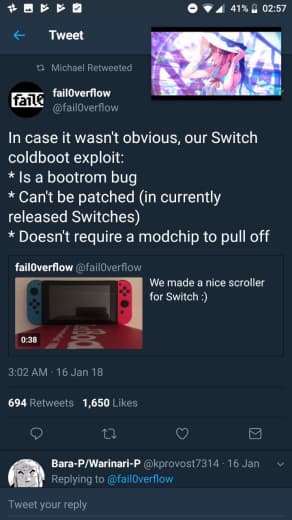 41% 02:57
Tweet
Michael Retweeted
fail0verflow
@fail0verflow
In case it wasn't obvious, our Switch
coldboot exploit:
* Is a bootrom bug
* Can't be patched (in currently
released Switches)
* Doesn't require a modchip to pull off
fail0verflow @fail0verflow
We made a nice scroller
for Switch :)
0:38
3:02 AM · 16 Jan 18
694 Retweets 1,650 Likes
Bara-P/Warinari-P @kprovost7314 · 16 Jan
Replying to @fail0verflow
Tweet your reply